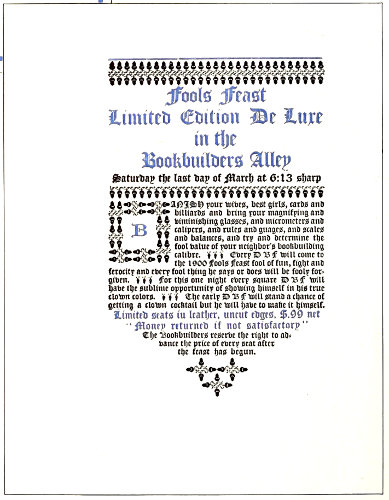 Fools Feast
Limited Edition De Luxe
in the
Bookbuilders Alley
Saturday the last day of March at 6:13 sharp
BANISH your wibes, best girls, cards and
billiards and bring your magnifying and
diminishing glasses, and micrometers and
calipers, and rules and guages, and scales
and balances, and try and determine the
fool value of your neighbor's bookbuilding
calibre. Every D B F will come to
the 1900 fools feast fool of fun, fight and
ferocity and every fool thing he says or does will be fooly for-
given. For this one night every square D B F will
have the sublime opportunity of showing himself in his true
clown colors. The early D B F will stand a chance of
getting a clown cocktail but he will have to make it himself.
Limited seats in leather, uncut edges, $.99 net
"Money returned if not satisfactory"
The Bookbuilders reserve the right to ad-
vance the price of every seat after
the feast has begun.